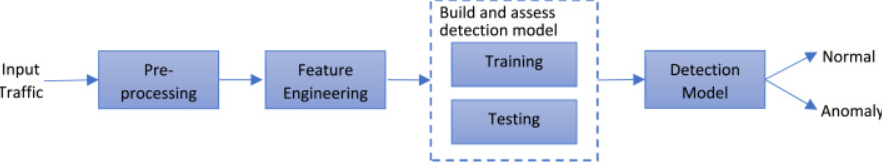 Build and assess
detection model
Input
Traffic
Pre-
processing
Feature
Engineering
Training
Testing
Detection
Model
Normal
Anomaly